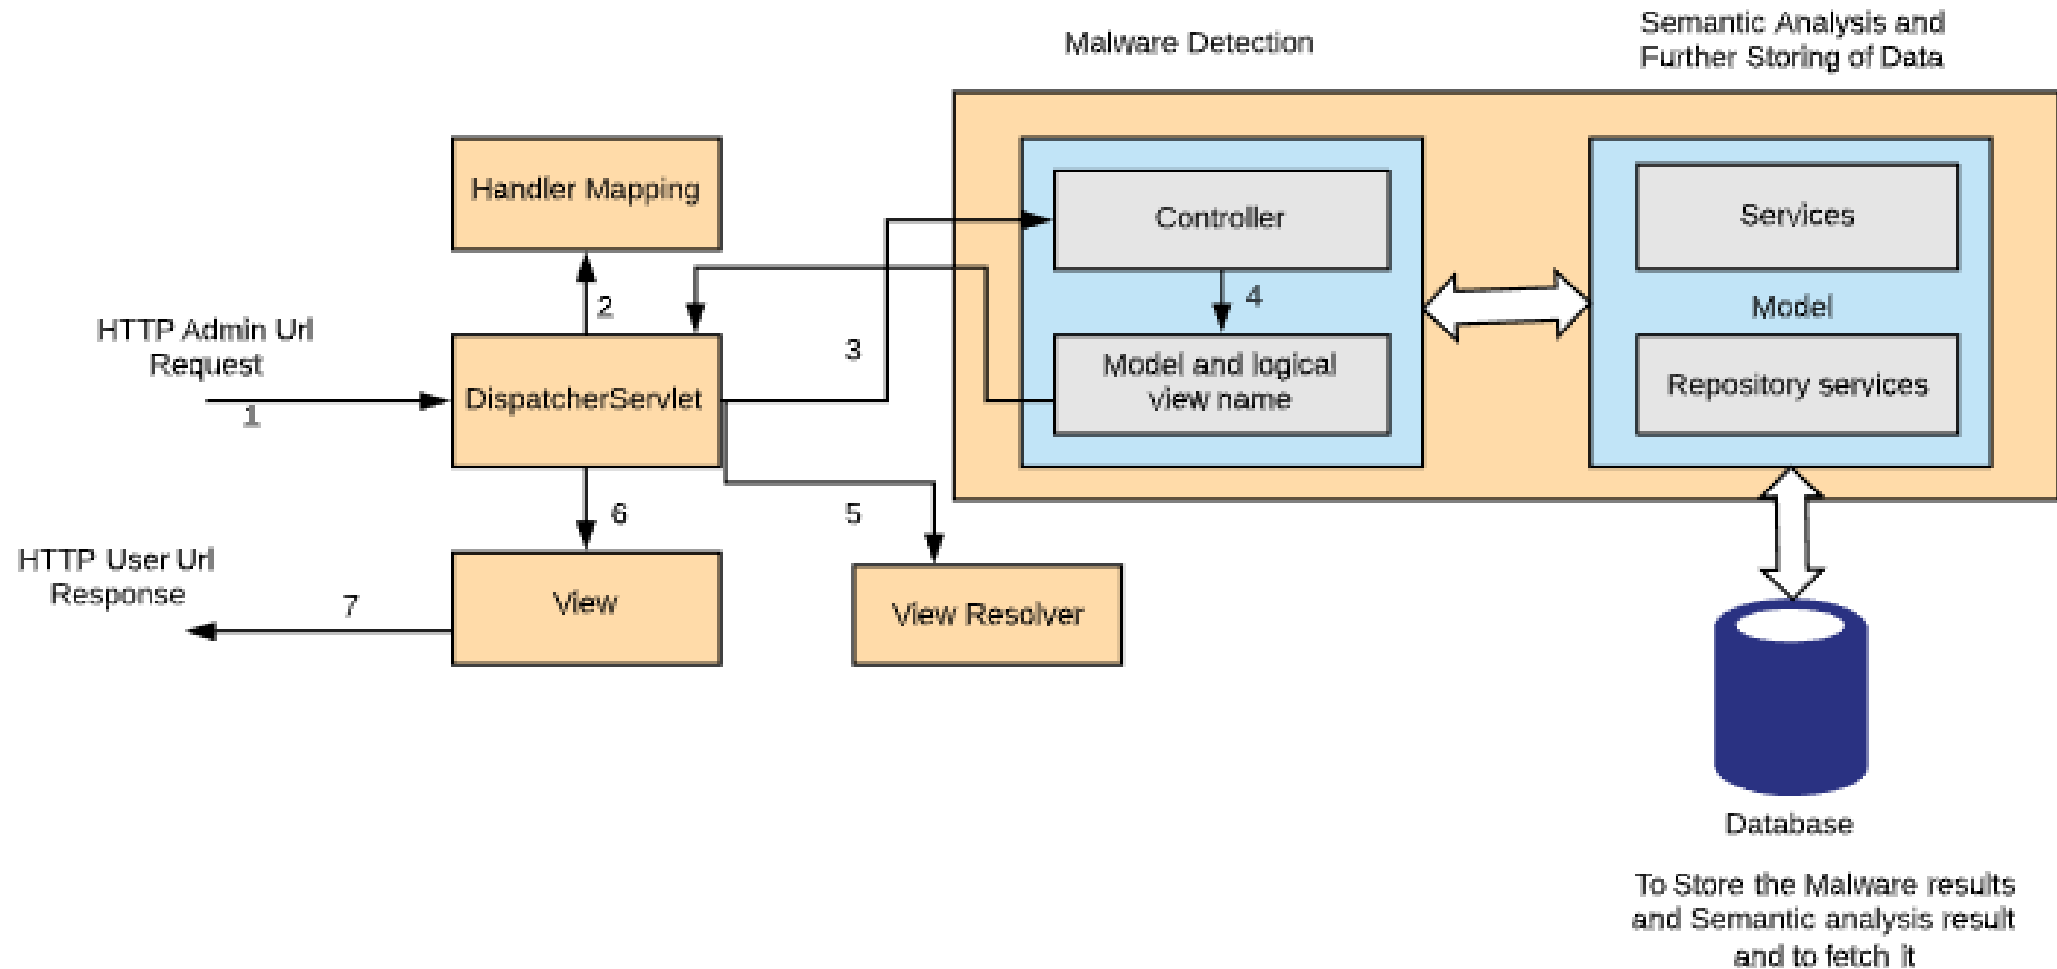 Malware Detection
Semantic Analysis and
Further Storing of Data
Handler Mapping
Controller
Services
2
4
Model
HTTP Admin Url
Request
1
DispatcherServlet
3
Model and logical
view name
Repository services
6
5
HTTP User Url
Response
7
View
View Resolver
Database
To Store the Malware results
and Semantic analysis result
and to fetch it